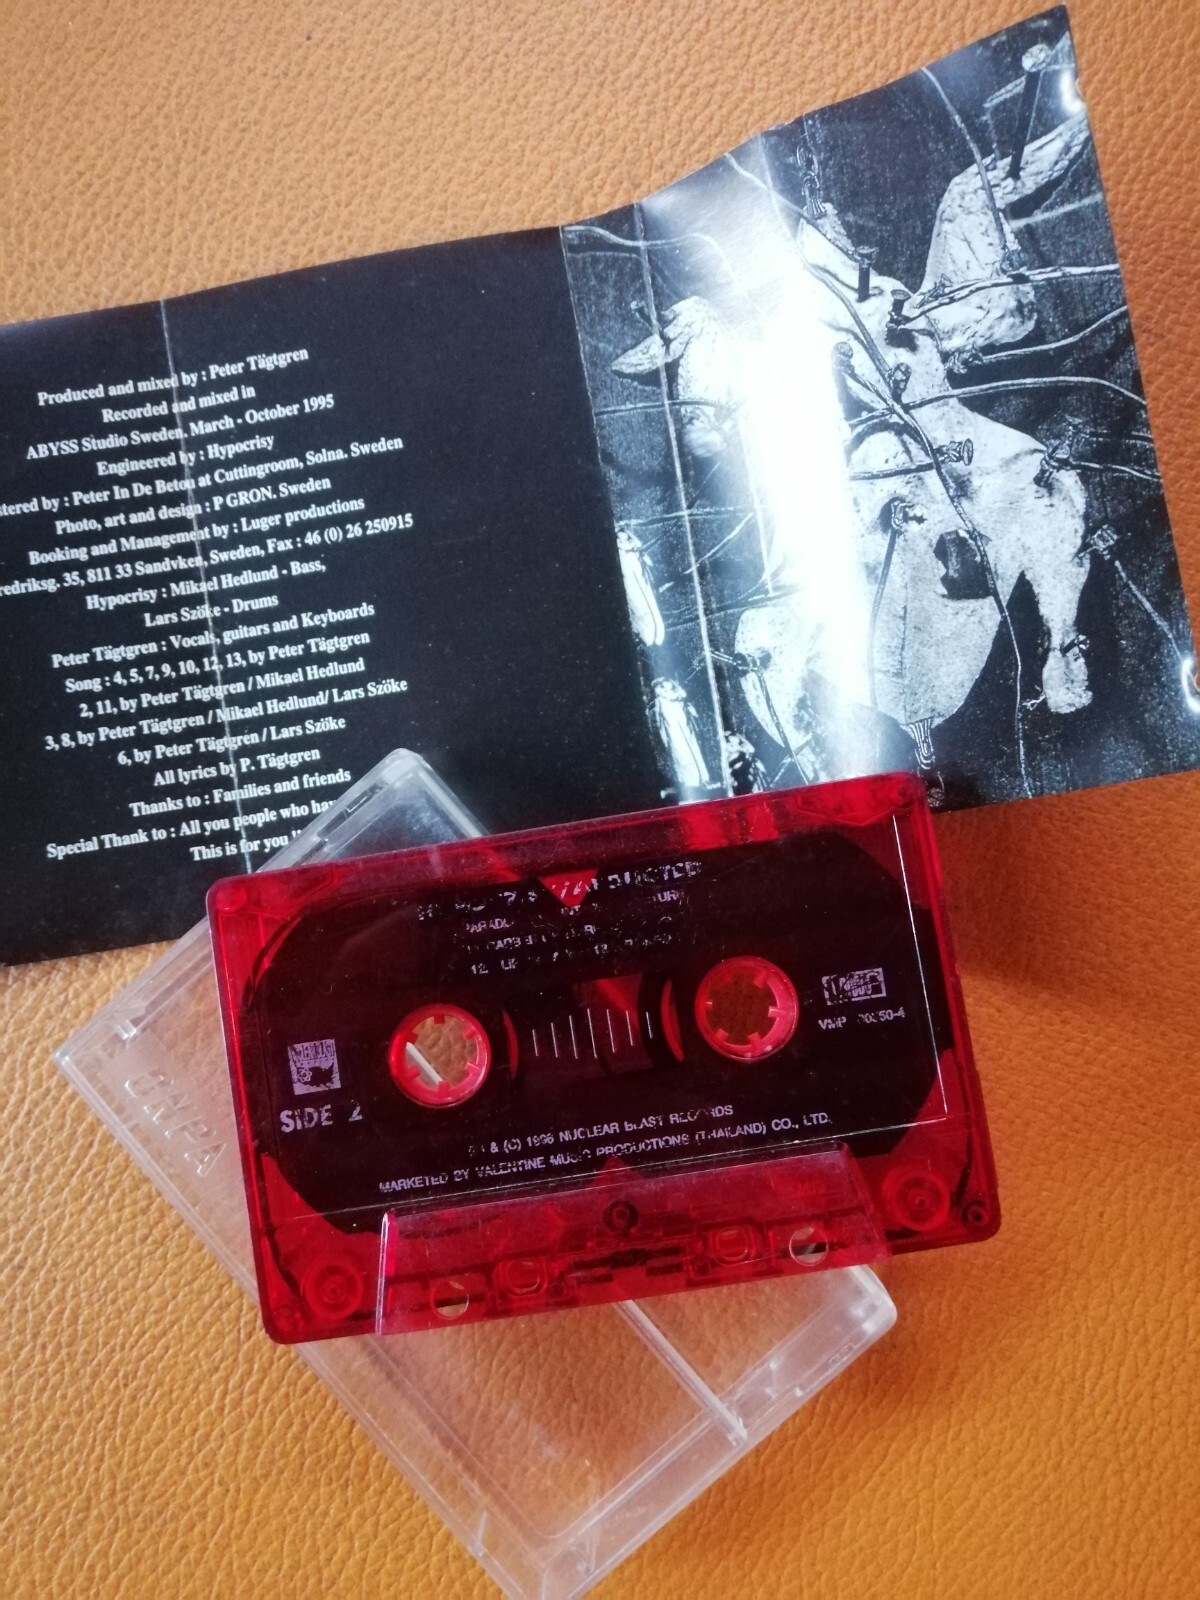 Produced and mixed by : Peter Tägtgren
Recorded and mixed in
ABYSS Studio Sweden, March - October 1995
Engineered by : Hypocrisy
stered by : Peter In De Betou at Cuttingroom, Solna. Sweden
Photo, art and design : P GRON. Sweden
Booking and Management by : Luger productions
redriksg. 35, 811 33 Sandvken, Sweden, Fax : 46 (0) 26 250915
Hypocrisy : Mikael Hedlund - Bass,
Lars Szöke - Drums
Peter Tägtgren : Vocals, guitars and Keyboards
Song : 4, 5, 7, 9, 10, 12, 13, by Peter Tägtgren
2, 11, by Peter Tägtgren / Mikael Hedlund
3, 8, by Peter Tägtgren / Mikael Hedlund/ Lars Szöke
6, by Peter Tägtgren / Lars Szöke
All lyrics by P. Tägtgren
Thanks to : Families and friends
Special Thank to : All you people who hav
This is for you
SIDE 2
(C) 1996 NUCLEAR BLAST RECORDS
MARKETED BY VALENTINE MUSIC PRODUCTIONS (THAILAND) CO., LTD.